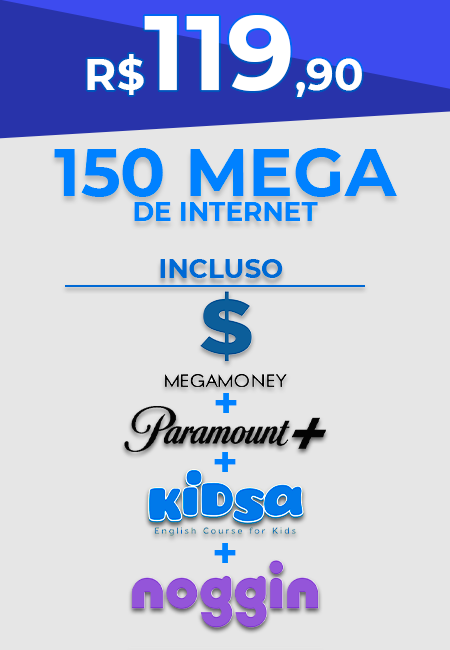 R$119,90
150 MEGA
DE INTERNET
INCLUSO
$
MEGAMONEY
+
Paramount+
+
KiDSa
English Course for Kids
+
noggin